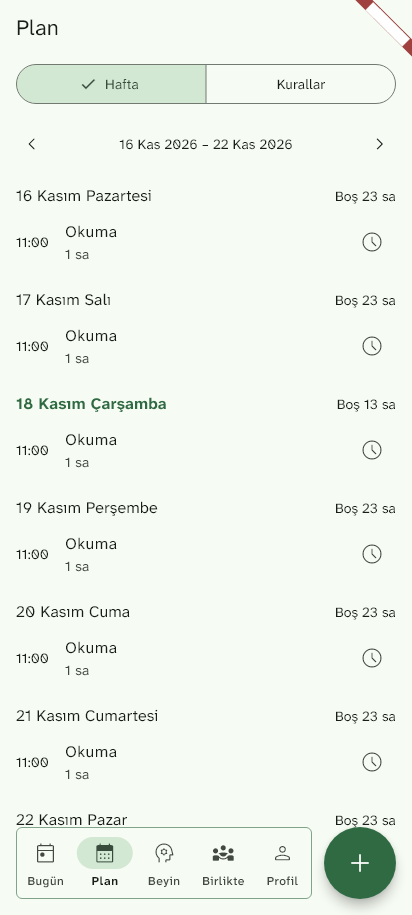 Plan
Hafta
Kurallar
16 Kas 2026 – 22 Kas 2026
16 Kasım Pazartesi Boş 23 sa
11:00 Okuma
1 sa
17 Kasım Salı Boş 23 sa
11:00 Okuma
1 sa
18 Kasım Çarşamba Boş 13 sa
11:00 Okuma
1 sa
19 Kasım Perşembe Boş 23 sa
11:00 Okuma
1 sa
20 Kasım Cuma Boş 23 sa
11:00 Okuma
1 sa
21 Kasım Cumartesi Boş 23 sa
11:00 Okuma
1 sa
22 Kasım Pazar Boş 23 sa
Bugün Plan Beyin Birlikte Profil